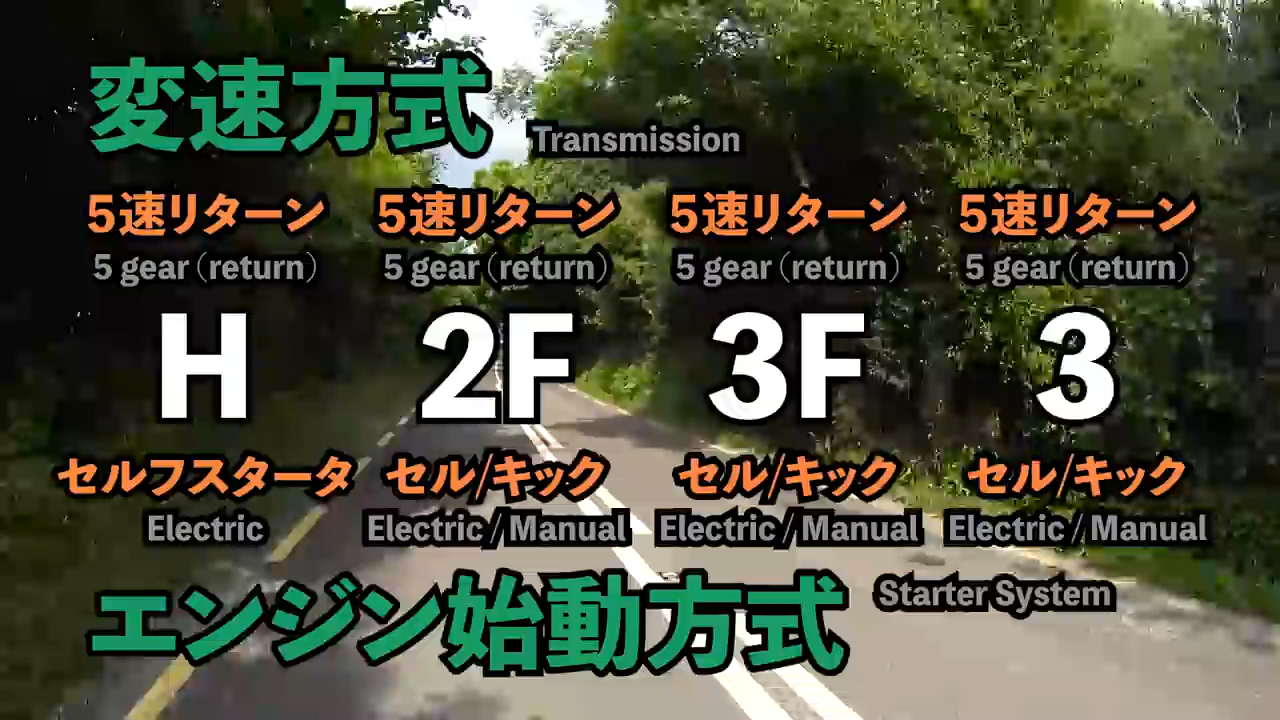 変速方式 Transmission
5速リターン 5速リターン 5速リターン 5速リターン
5 gear（return） 5 gear（return） 5 gear（return） 5 gear（return）
H 2F 3F 3
セルフスタータ セル/キック セル/キック セル/キック
Electric Electric / Manual Electric / Manual Electric / Manual
エンジン始動方式 Starter System